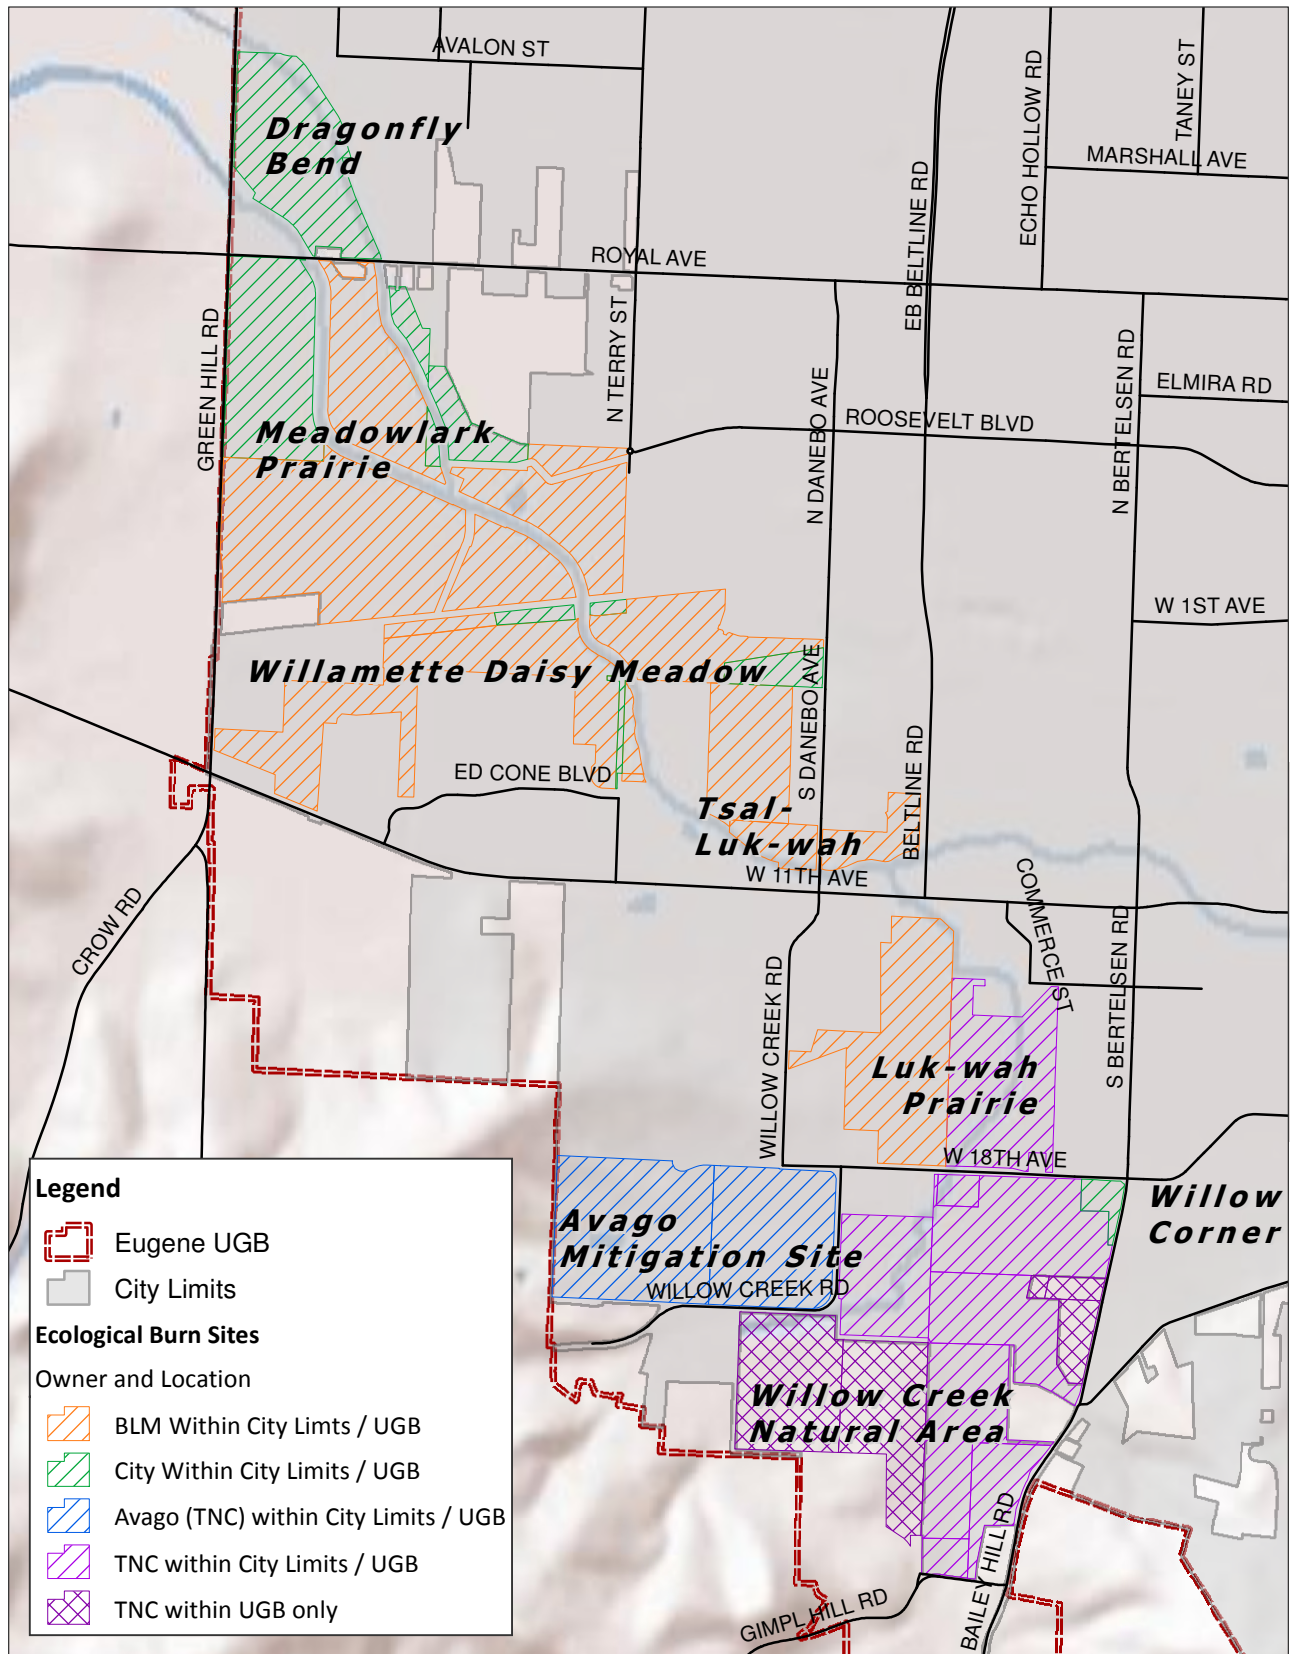 AVALON ST
TANEY ST
ECHO HOLLOW RD
Dragonfly
Bend
MARSHALL AVE
EB BELTLINE RD
ROYAL AVE
GREEN HILL RD
N TERRY ST
N DANEBO AVE
N BERTELSEN RD
ELMIRA RD
ROOSEVELT BLVD
Meadowlark
Prairie
W 1ST AVE
Willamette Daisy Meadow
S DANEBO AVE
BELTLINE RD
ED CONE BLVD
Tsal-
Luk-wah
W 11TH AVE
CROW RD
COMMERCE ST
WILLOW CREEK RD
S BERTELSEN RD
Luk-wah
Prairie
W 18TH AVE
Willow
Corner
Avago
Mitigation Site
WILLOW CREEK RD
Willow Creek
Natural Area
GIMPL HILL RD
BAILEY HILL RD
Legend
Eugene UGB
City Limits
Ecological Burn Sites
Owner and Location
BLM Within City Limts / UGB
City Within City Limits / UGB
Avago (TNC) within City Limits / UGB
TNC within City Limits / UGB
TNC within UGB only